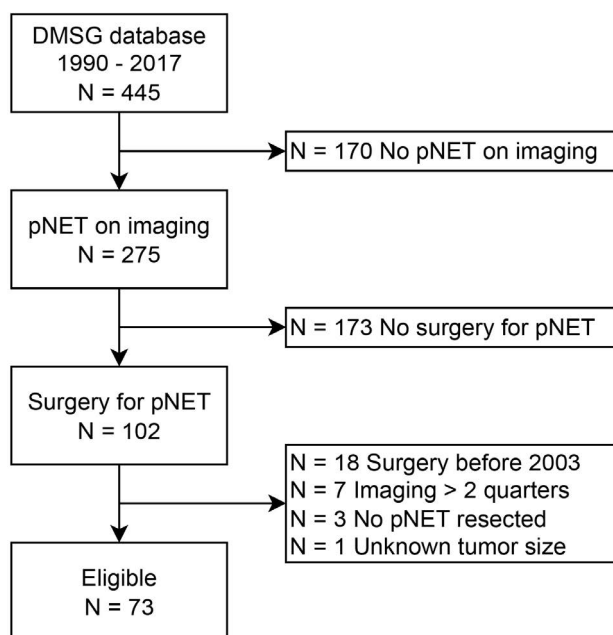 DMSG database
1990 - 2017
N = 445
N = 170 No pNET on imaging
pNET on imaging
N = 275
N = 173 No surgery for pNET
Surgery for pNET
N = 102
N = 18 Surgery before 2003
N = 7 Imaging > 2 quarters
N = 3 No pNET resected
N = 1 Unknown tumor size
Eligible
N = 73